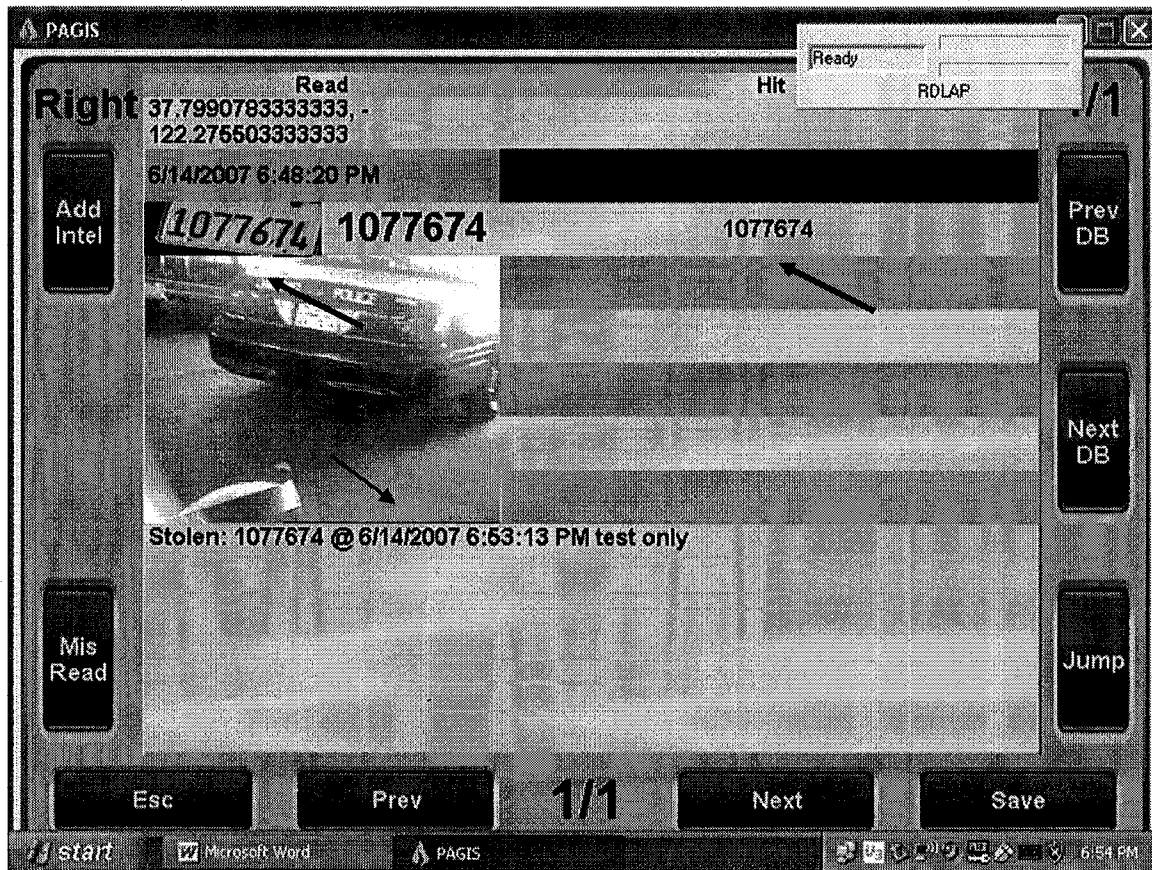 PAGIS
Ready
RDLAP
Right
Read
Hit
1/1
37.7990783333333, -
122.275503333333
6/14/2007 6:48:20 PM
Add
Intel
Prev
DB
1077674
1077674
1077674
POLICE
Next
DB
Stolen: 1077674 @ 6/14/2007 6:53:13 PM test only
Mis
Read
Jump
Esc
Prev
1/1
Next
Save
start
Microsoft Word
PAGIS
6:54 PM